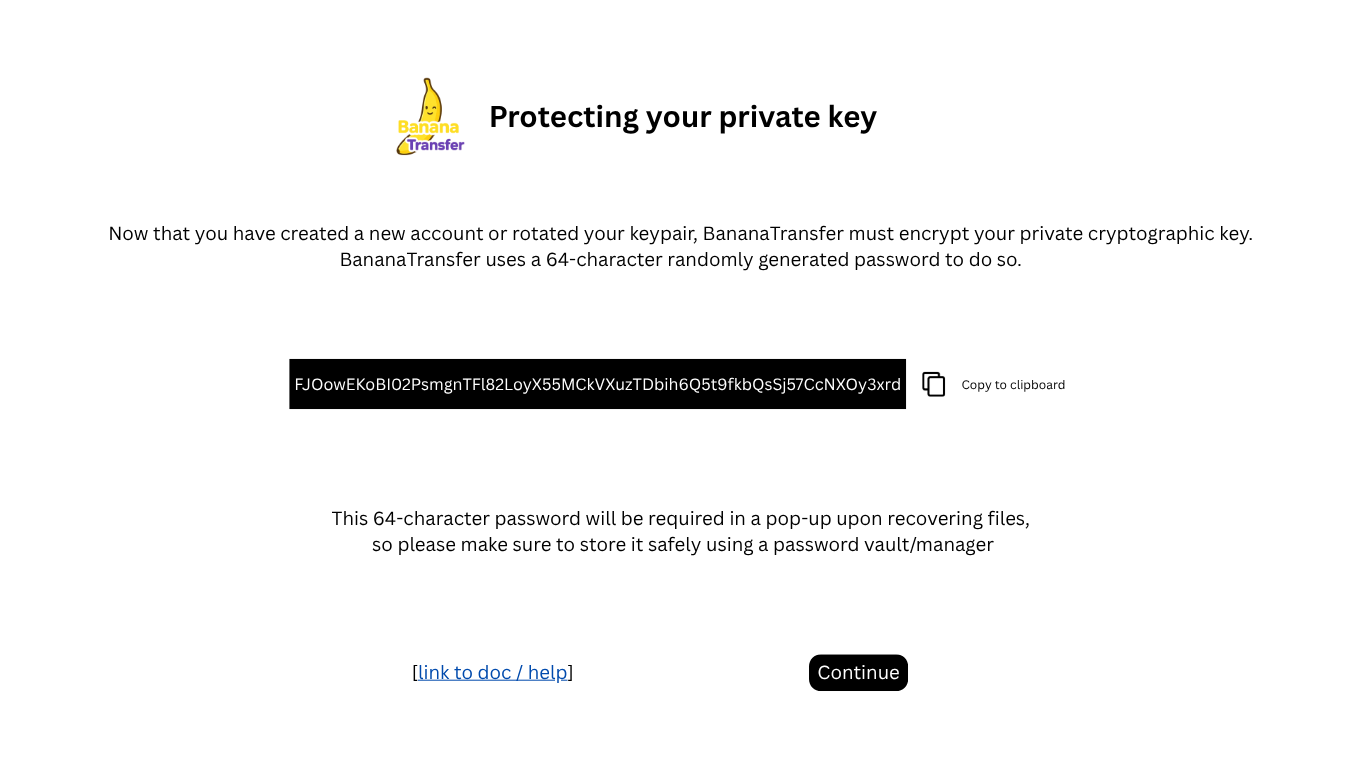 Banana
Transfer
Protecting your private key
Now that you have created a new account or rotated your keypair, BananaTransfer must encrypt your private cryptographic key.
BananaTransfer uses a 64-character randomly generated password to do so.
FJOowEKoBI02PsmgnTFl82LoyX55MCkVXuzTDbih6Q5t9fkbQsSj57CcNXOy3xrd
Copy to clipboard
This 64-character password will be required in a pop-up upon recovering files,
so please make sure to store it safely using a password vault/manager
[link to doc / help]
Continue